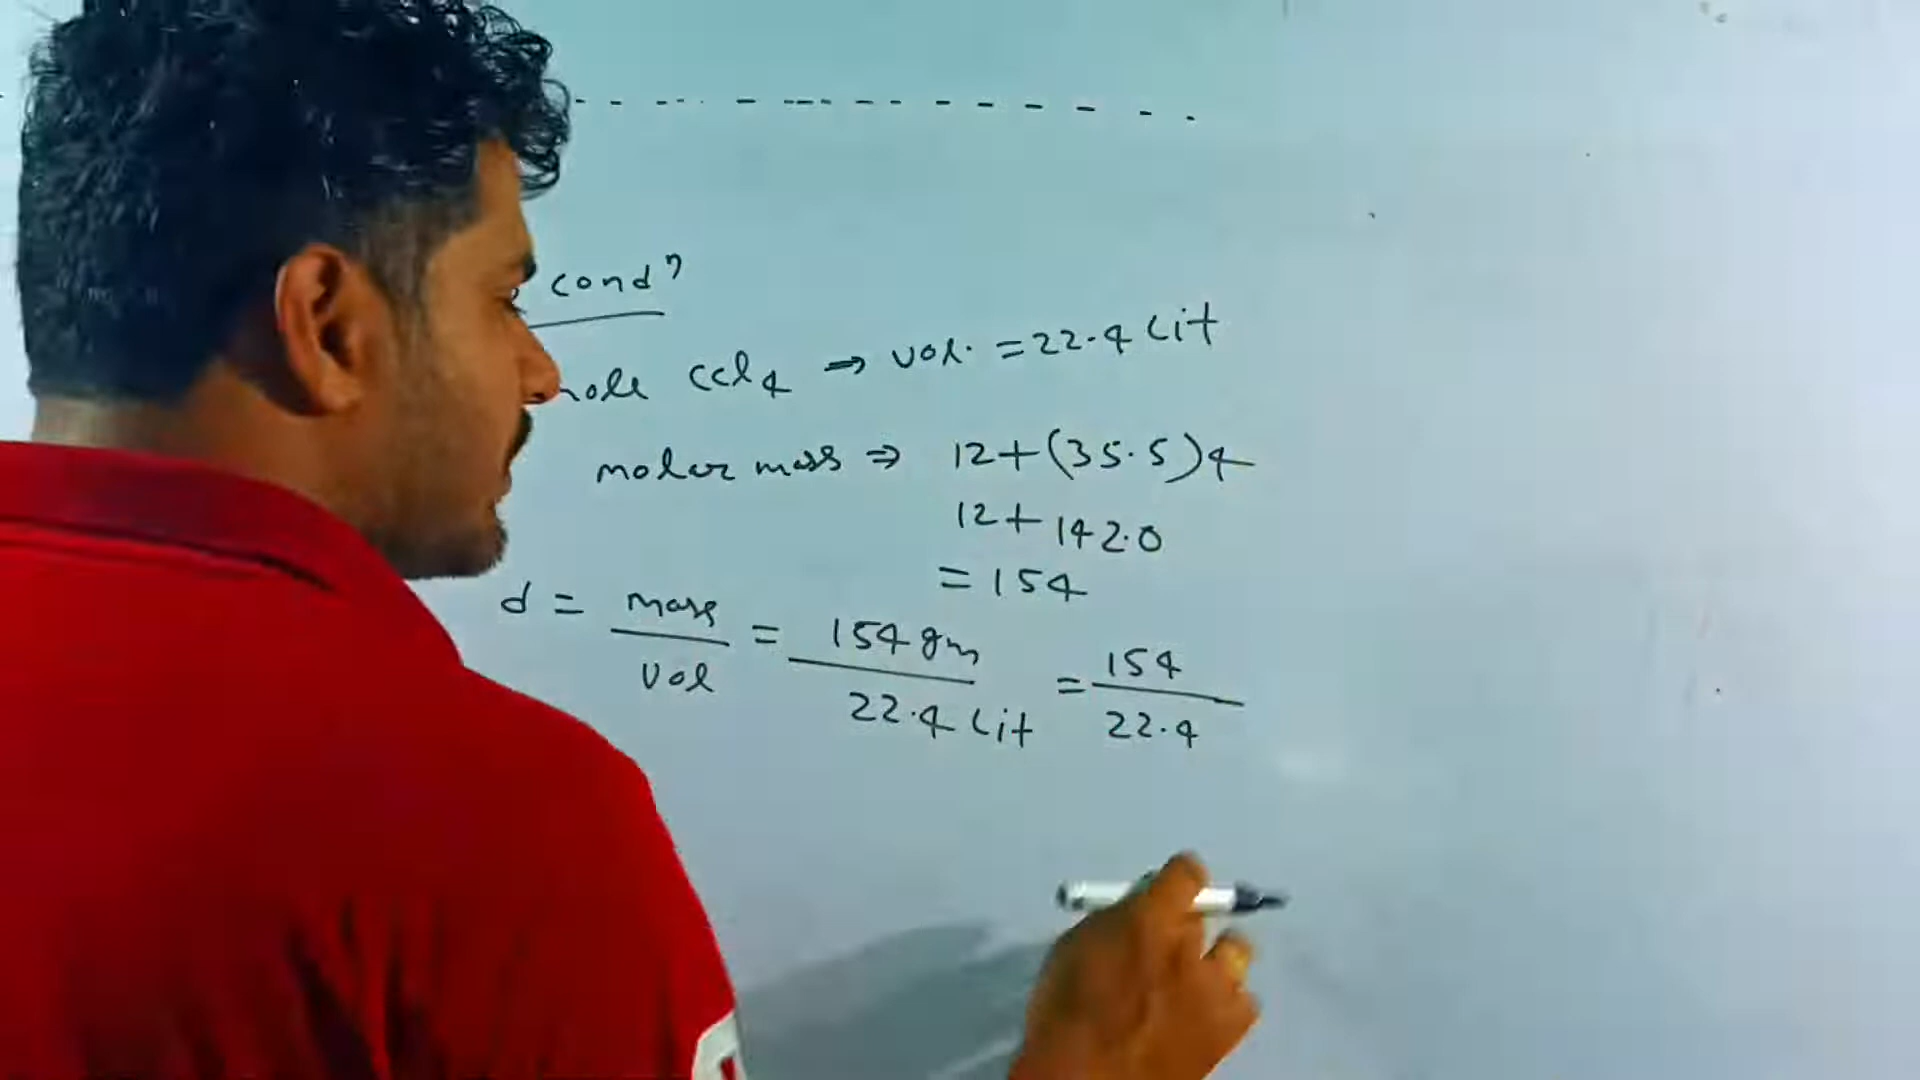 cond^n
mole ccl4 → vol. = 22.4 Lit
molar mass ⇒ 12+(35.5)4
12+142.0
= 154
d = mass/vol = 154 gm/22.4 Lit = 154/22.4